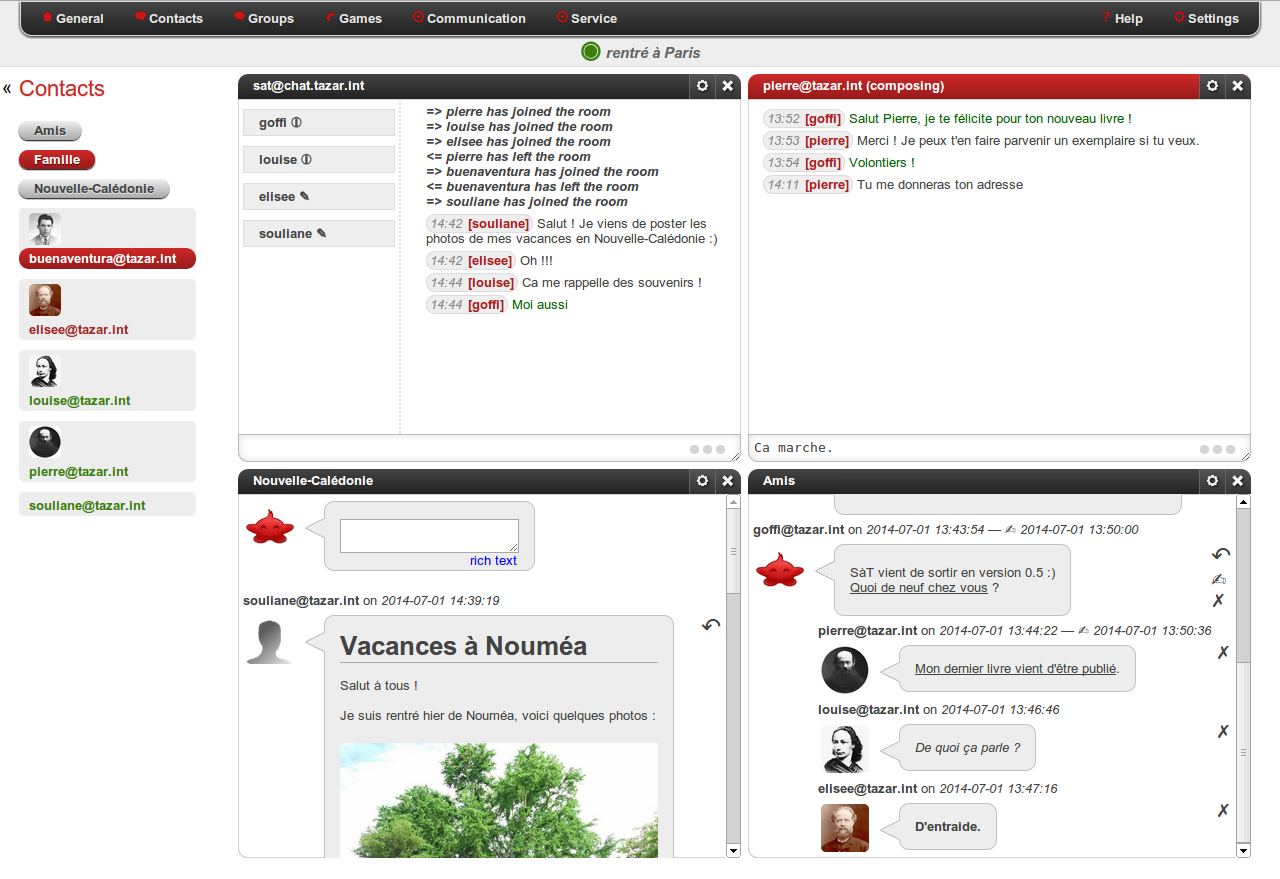 General Contacts Groups Games Communication Service ? Help Settings
rentré à Paris
« Contacts
Amis
Famille
Nouvelle-Calédonie
buenaventura@tazar.int
elisee@tazar.int
louise@tazar.int
pierre@tazar.int
souliane@tazar.int
sat@chat.tazar.int
goffi
louise
elisee
souliane
=> pierre has joined the room
=> louise has joined the room
=> elisee has joined the room
<= pierre has left the room
=> buenaventura has joined the room
<= buenaventura has left the room
=> souliane has joined the room
14:42 [souliane] Salut ! Je viens de poster les
photos de mes vacances en Nouvelle-Calédonie :)
14:42 [elisee] Oh !!!
14:44 [louise] Ca me rappelle des souvenirs !
14:44 [goffi] Moi aussi
pierre@tazar.int (composing)
13:52 [goffi] Salut Pierre, je te félicite pour ton nouveau livre !
13:53 [pierre] Merci ! Je peux t'en faire parvenir un exemplaire si tu veux.
13:54 [goffi] Volontiers !
14:11 [pierre] Tu me donneras ton adresse
Ca marche.
Nouvelle-Calédonie
rich text
souliane@tazar.int on 2014-07-01 14:39:19
Vacances à Nouméa
Salut à tous !
Je suis rentré hier de Nouméa, voici quelques photos :
Amis
goffi@tazar.int on 2014-07-01 13:43:54 — ✍ 2014-07-01 13:50:00
SàT vient de sortir en version 0.5 :)
Quoi de neuf chez vous ?
pierre@tazar.int on 2014-07-01 13:44:22 — ✍ 2014-07-01 13:50:36
Mon dernier livre vient d'être publié.
louise@tazar.int on 2014-07-01 13:46:46
De quoi ça parle ?
elisee@tazar.int on 2014-07-01 13:47:16
D'entraide.